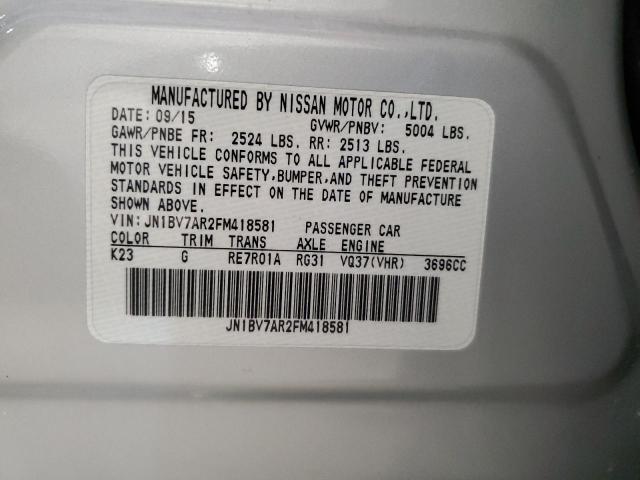 MANUFACTURED BY NISSAN MOTOR CO.,LTD.
DATE: 09/15 GVWR/PNBV: 5004 LBS.
GAWR/PNBE FR: 2524 LBS. RR: 2513 LBS.
THIS VEHICLE CONFORMS TO ALL APPLICABLE FEDERAL
MOTOR VEHICLE SAFETY,BUMPER,AND THEFT PREVENTION
STANDARDS IN EFFECT ON THE DATE OF MANUFACTURE
SHOWN ABOVE.
VIN:JN1BV7AR2FM418581 PASSENGER CAR
COLOR TRIM TRANS AXLE ENGINE
K23 G RE7R01A RG31 VQ37(VHR) 3696CC
JN1BV7AR2FM418581